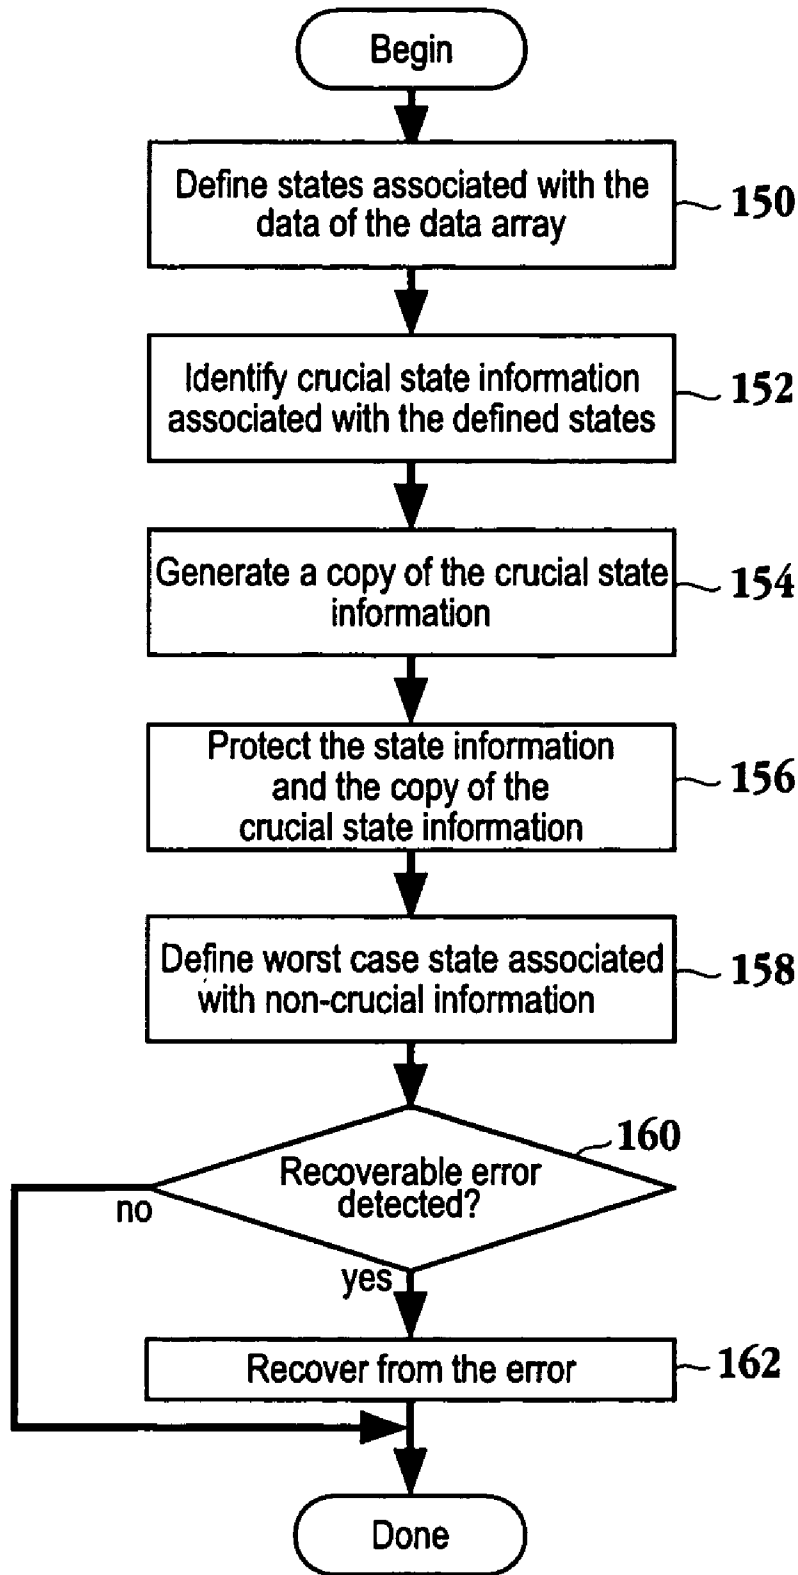 Begin
Define states associated with the
data of the data array
150
Identify crucial state information
associated with the defined states
152
Generate a copy of the crucial state
information
154
Protect the state information
and the copy of the
crucial state information
156
Define worst case state associated
with non-crucial information
158
160
Recoverable error
detected?
no
yes
Recover from the error
162
Done